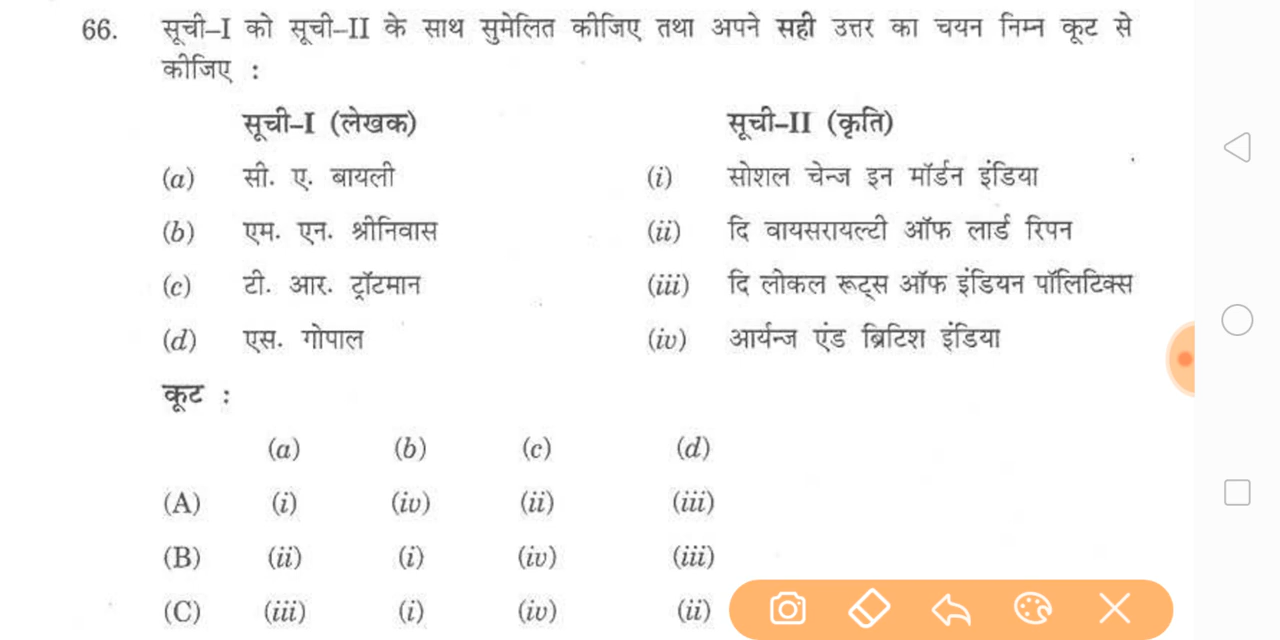 66. सूची–I को सूची–II के साथ सुमेलित कीजिए तथा अपने सही उत्तर का चयन निम्न कूट से
कीजिए :
सूची–I (लेखक) सूची–II (कृति)
(a) सी. ए. बायली (i) सोशल चेन्ज इन मॉर्डन इंडिया
(b) एम. एन. श्रीनिवास (ii) दि वायसरायल्टी ऑफ लार्ड रिपन
(c) टी. आर. ट्रॉटमान (iii) दि लोकल रूट्स ऑफ इंडियन पॉलिटिक्स
(d) एस. गोपाल (iv) आर्यन्ज एंड ब्रिटिश इंडिया
कूट :
(a) (b) (c) (d)
(A) (i) (iv) (ii) (iii)
(B) (ii) (i) (iv) (iii)
(C) (iii) (i) (iv) (ii)